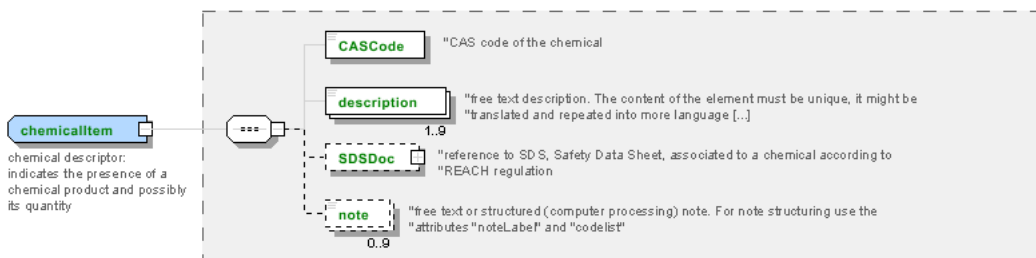 CASCode
"CAS code of the chemical
description
"free text description. The content of the element must be unique, it might be
"translated and repeated into more language [...]
1..9
chemicalItem
chemical descriptor:
indicates the presence of a
chemical product and possibly
its quantity
SDSDoc
"reference to SDS, Safety Data Sheet, associated to a chemical according to
"REACH regulation
note
"free text or structured (computer processing) note. For note structuring use the
"attributes "noteLabel" and "codelist"
0..9